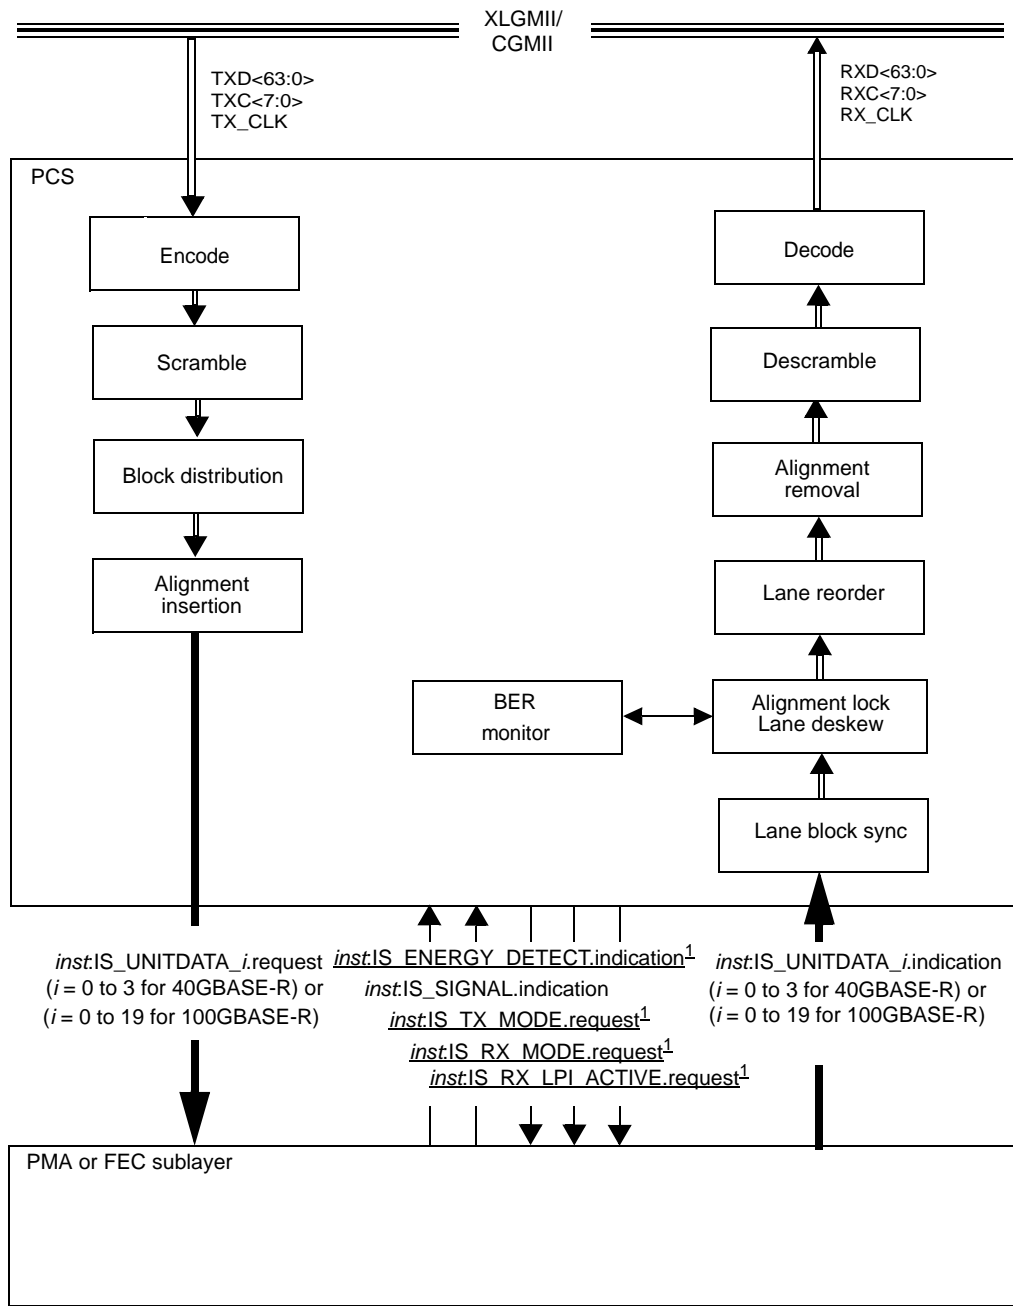 XLGMII/
CGMII
TXD<63:0>
TXC<7:0>
TX_CLK
RXD<63:0>
RXC<7:0>
RX_CLK
PCS
Encode
Scramble
Block distribution
Alignment
insertion
Decode
Descramble
Alignment
removal
Lane reorder
Alignment lock
Lane deskew
BER
monitor
Lane block sync
inst:IS_UNITDATA_i.request
(i = 0 to 3 for 40GBASE-R) or
(i = 0 to 19 for 100GBASE-R)
inst:IS_ENERGY_DETECT.indication1
inst:IS_SIGNAL.indication
inst:IS_TX_MODE.request1
inst:IS_RX_MODE.request1
inst:IS_RX_LPI_ACTIVE.request1
inst:IS_UNITDATA_i.indication
(i = 0 to 3 for 40GBASE-R) or
(i = 0 to 19 for 100GBASE-R)
PMA or FEC sublayer